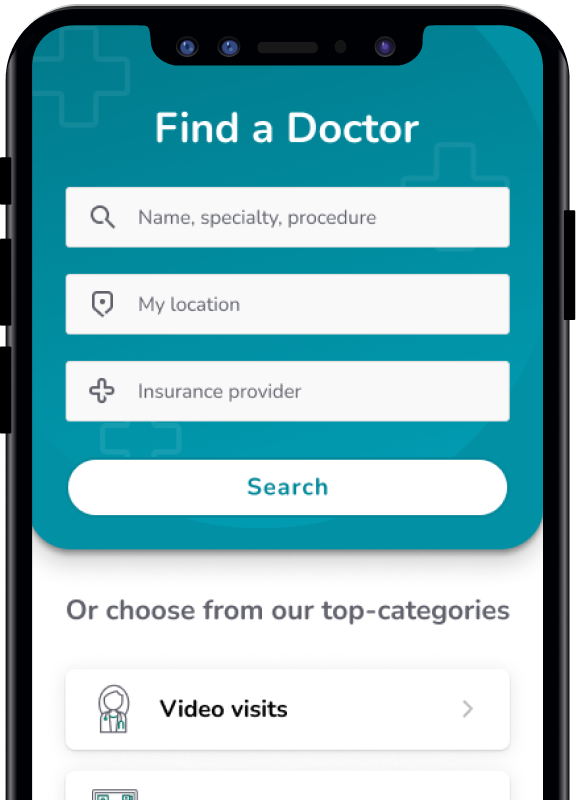 Find a Doctor
Name, specialty, procedure
My location
Insurance provider
Search
Or choose from our top-categories
Video visits